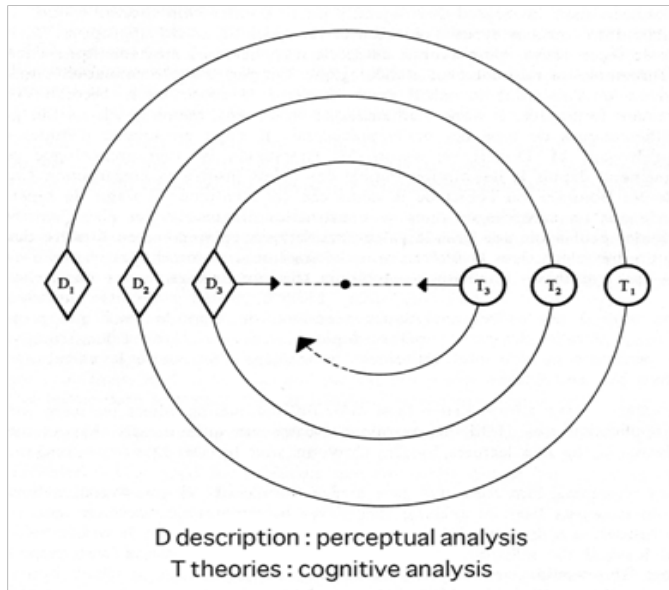 D₁ D₂ D₃ T₃ T₂ T₁
D description : perceptual analysis
T theories : cognitive analysis